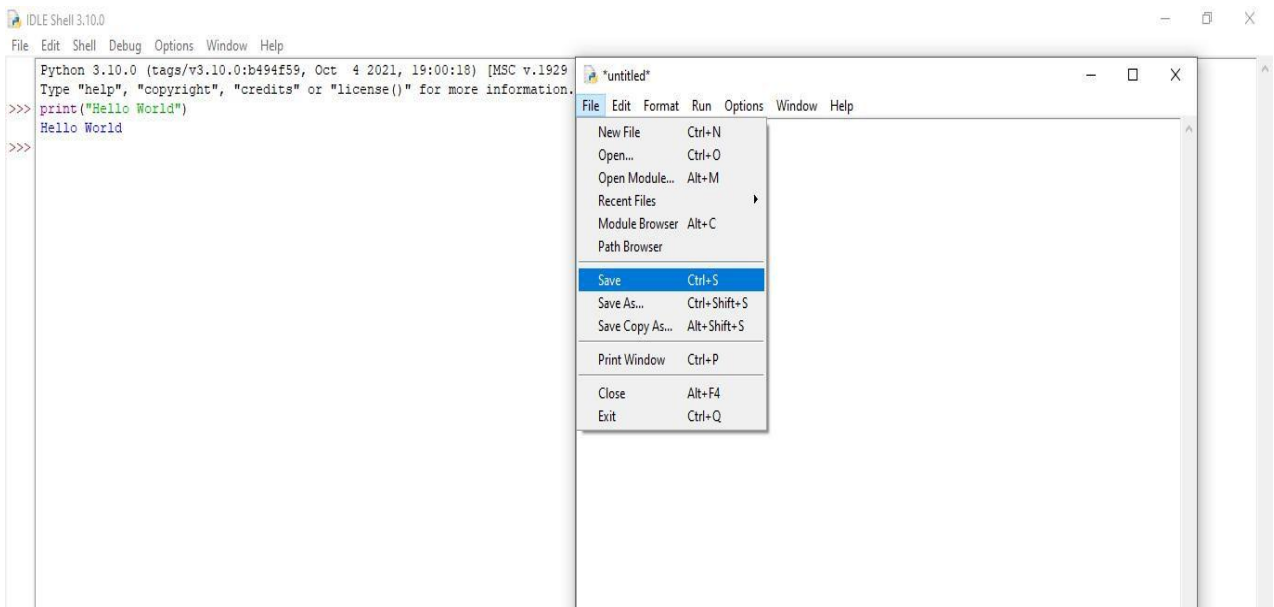 IDLE Shell 3.10.0
File Edit Shell Debug Options Window Help
Python 3.10.0 (tags/v3.10.0:b494f59, Oct  4 2021, 19:00:18) [MSC v.1929
Type "help", "copyright", "credits" or "license()" for more information.
>>> print("Hello World")
Hello World
>>>
*untitled*
File Edit Format Run Options Window Help
New File Ctrl+N
Open... Ctrl+O
Open Module... Alt+M
Recent Files
Module Browser Alt+C
Path Browser
Save Ctrl+S
Save As... Ctrl+Shift+S
Save Copy As... Alt+Shift+S
Print Window Ctrl+P
Close Alt+F4
Exit Ctrl+Q